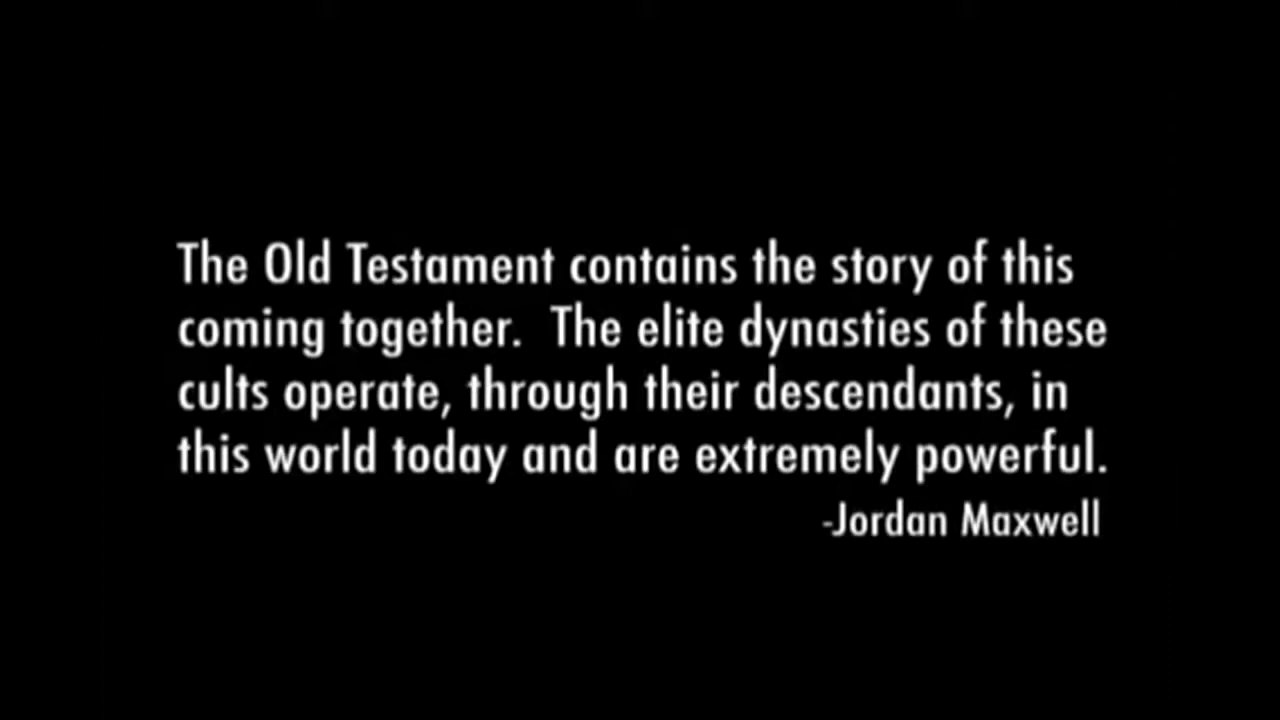 The Old Testament contains the story of this
coming together.  The elite dynasties of these
cults operate, through their descendants, in
this world today and are extremely powerful.
-Jordan Maxwell